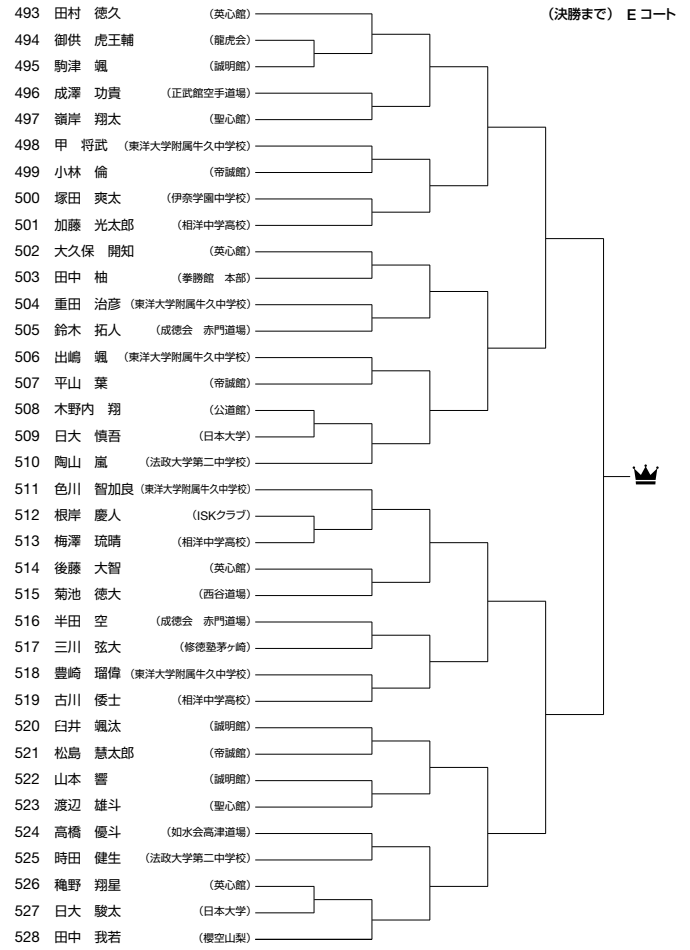 (決勝まで) E コート
493 田村 徳久 (英心館)
494 御供 虎王輔 (龍虎会)
495 駒津 颯 (誠明館)
496 成澤 功貴 (正武館空手道場)
497 嶺岸 翔太 (聖心館)
498 甲 将武 (東洋大学附属牛久中学校)
499 小林 倫 (帝誠館)
500 塚田 爽太 (伊奈学園中学校)
501 加藤 光太郎 (相洋中学高校)
502 大久保 開知 (英心館)
503 田中 柚 (拳勝館 本部)
504 重田 治彦 (東洋大学附属牛久中学校)
505 鈴木 拓人 (成徳会 赤門道場)
506 出嶋 颯 (東洋大学附属牛久中学校)
507 平山 葉 (帝誠館)
508 木野内 翔 (公道館)
509 日大 慎吾 (日本大学)
510 陶山 嵐 (法政大学第二中学校)
511 色川 智加良 (東洋大学附属牛久中学校)
512 根岸 慶人 (ISKクラブ)
513 梅澤 琉晴 (相洋中学高校)
514 後藤 大智 (英心館)
515 菊池 徳大 (西谷道場)
516 半田 空 (成徳会 赤門道場)
517 三川 弦大 (修徳塾茅ヶ崎)
518 豊崎 瑠偉 (東洋大学附属牛久中学校)
519 古川 倭士 (相洋中学高校)
520 臼井 颯汰 (誠明館)
521 松島 慧太郎 (帝誠館)
522 山本 響 (誠明館)
523 渡辺 雄斗 (聖心館)
524 高橋 優斗 (如水会高津道場)
525 時田 健生 (法政大学第二中学校)
526 穐野 翔星 (英心館)
527 日大 駿太 (日本大学)
528 田中 我若 (櫻空山梨)